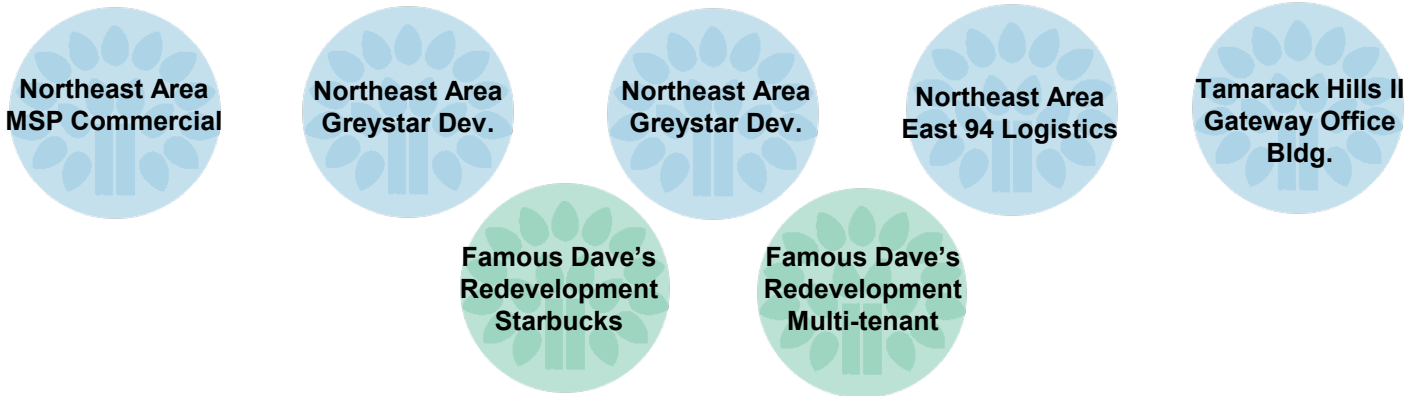 Northeast Area
MSP Commercial
Northeast Area
Greystar Dev.
Northeast Area
Greystar Dev.
Northeast Area
East 94 Logistics
Tamarack Hills II
Gateway Office
Bldg.
Famous Dave’s
Redevelopment
Starbucks
Famous Dave’s
Redevelopment
Multi-tenant